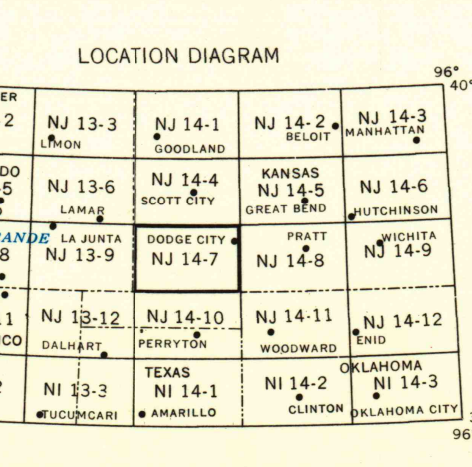 LOCATION DIAGRAM
96°
40°
ER
2 NJ 13-3 NJ 14-1 NJ 14-2 NJ 14-3
LIMON GOODLAND BELOIT MANHATTAN
DO KANSAS
5 NJ 13-6 NJ 14-4 NJ 14-5 NJ 14-6
LAMAR SCOTT CITY GREAT BEND HUTCHINSON
ANDE LA JUNTA DODGE CITY PRATT WICHITA
8 NJ 13-9 NJ 14-7 NJ 14-8 NJ 14-9
1 NJ 13-12 NJ 14-10 NJ 14-11 NJ 14-12
CO DALHART PERRYTON WOODWARD ENID
TEXAS OKLAHOMA
NI 13-3 NI 14-1 NI 14-2 NI 14-3
TUCUMCARI AMARILLO CLINTON OKLAHOMA CITY
96